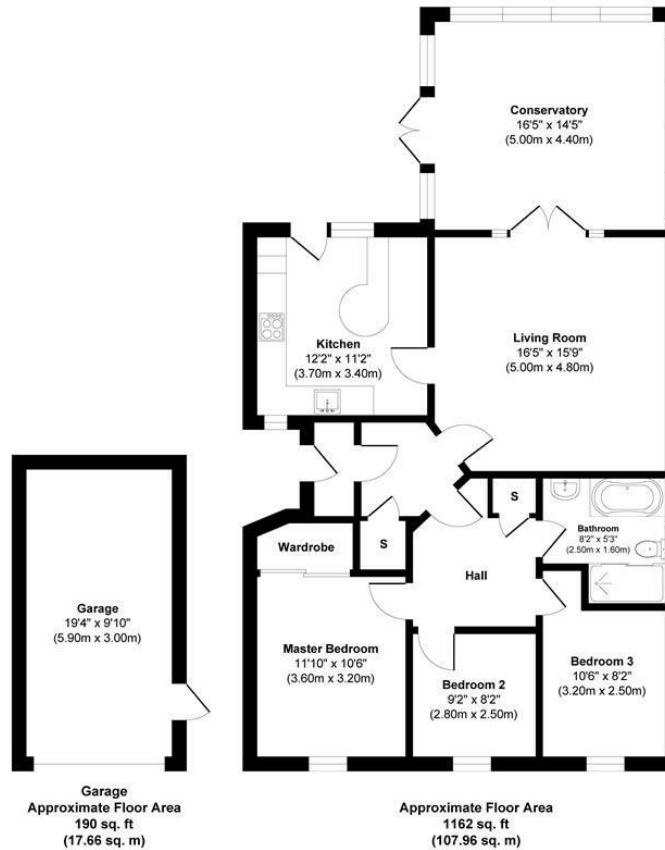 Conservatory
16'5" x 14'5"
(5.00m x 4.40m)
Kitchen
12'2" x 11'2"
(3.70m x 3.40m)
Living Room
16'5" x 15'9"
(5.00m x 4.80m)
S
Bathroom
8'2" x 5'3"
(2.50m x 1.60m)
Wardrobe
S
Hall
Garage
19'4" x 9'10"
(5.90m x 3.00m)
Master Bedroom
11'10" x 10'6"
(3.60m x 3.20m)
Bedroom 2
9'2" x 8'2"
(2.80m x 2.50m)
Bedroom 3
10'6" x 8'2"
(3.20m x 2.50m)
Garage
Approximate Floor Area
190 sq. ft
(17.66 sq. m)
Approximate Floor Area
1162 sq. ft
(107.96 sq. m)